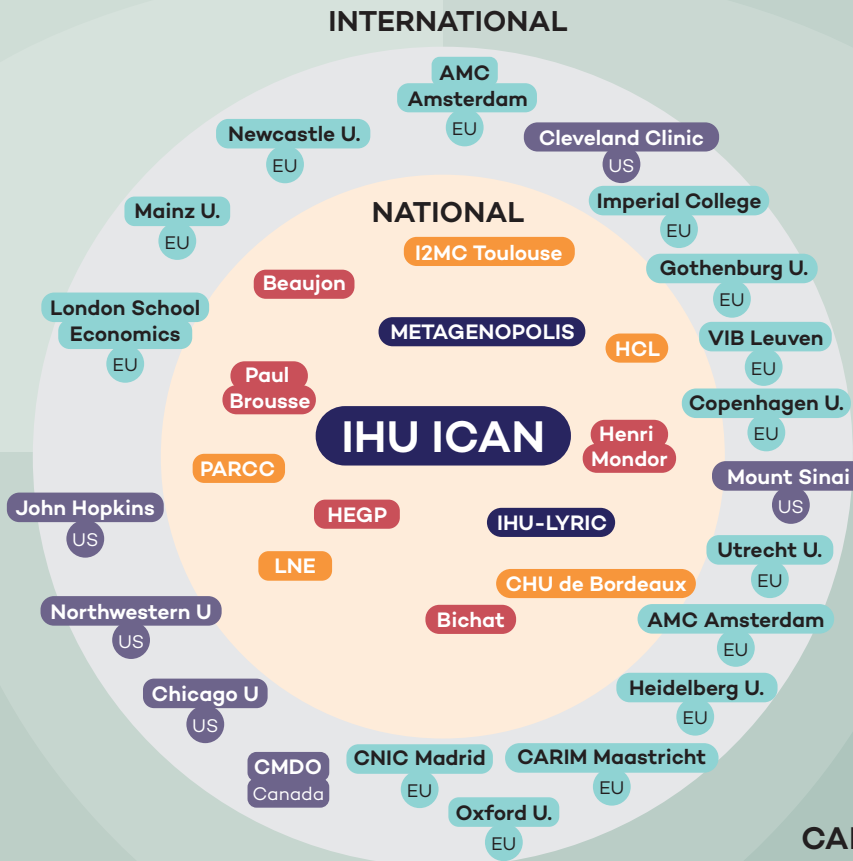 INTERNATIONAL
AMC
Amsterdam
EU
Newcastle U.
EU
Cleveland Clinic
US
Mainz U.
EU
NATIONAL
Imperial College
EU
I2MC Toulouse
Beaujon
Gothenburg U.
EU
London School
Economics
EU
METAGENOPOLIS
HCL
VIB Leuven
EU
Paul
Brousse
Copenhagen U.
EU
IHU ICAN
Henri
Mondor
PARCC
Mount Sinai
US
John Hopkins
US
HEGP
IHU-LYRIC
Utrecht U.
EU
LNE
CHU de Bordeaux
Northwestern U
US
Bichat
AMC Amsterdam
EU
Chicago U
US
Heidelberg U.
EU
CMDO
Canada
CNIC Madrid
EU
CARIM Maastricht
EU
Oxford U.
EU